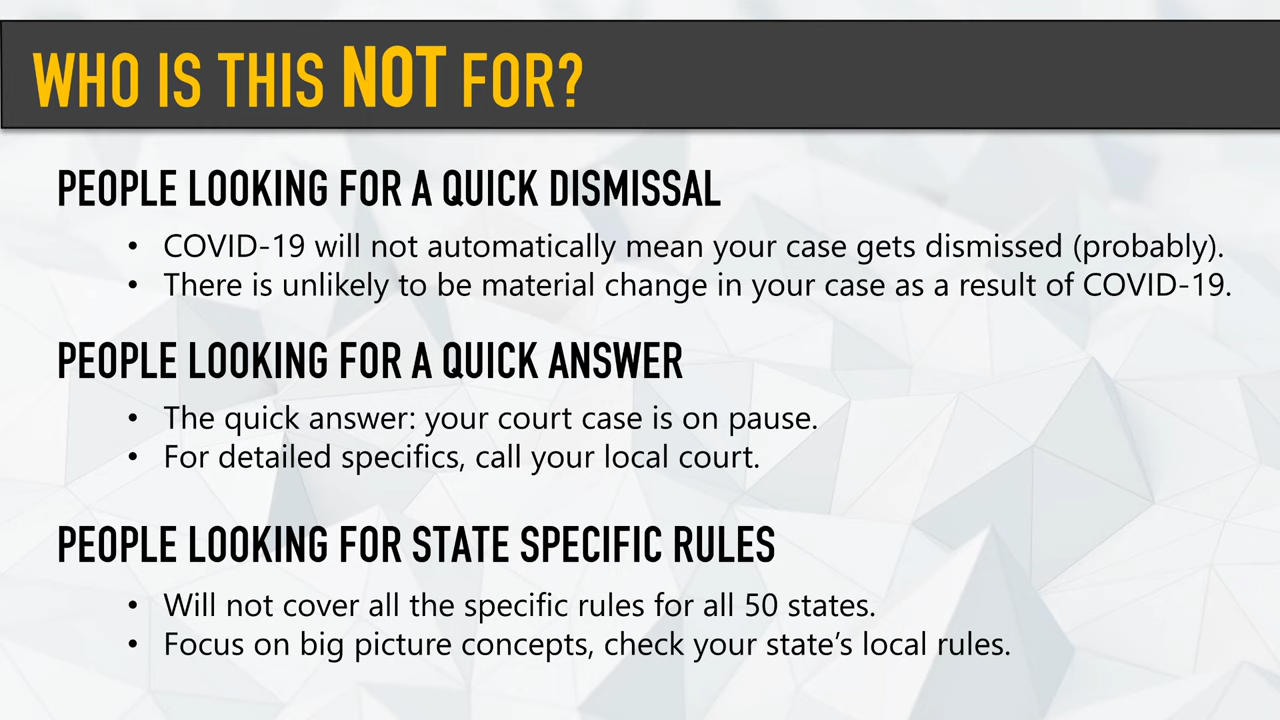 WHO IS THIS NOT FOR?
PEOPLE LOOKING FOR A QUICK DISMISSAL
• COVID-19 will not automatically mean your case gets dismissed (probably).
• There is unlikely to be material change in your case as a result of COVID-19.
PEOPLE LOOKING FOR A QUICK ANSWER
• The quick answer: your court case is on pause.
• For detailed specifics, call your local court.
PEOPLE LOOKING FOR STATE SPECIFIC RULES
• Will not cover all the specific rules for all 50 states.
• Focus on big picture concepts, check your state’s local rules.